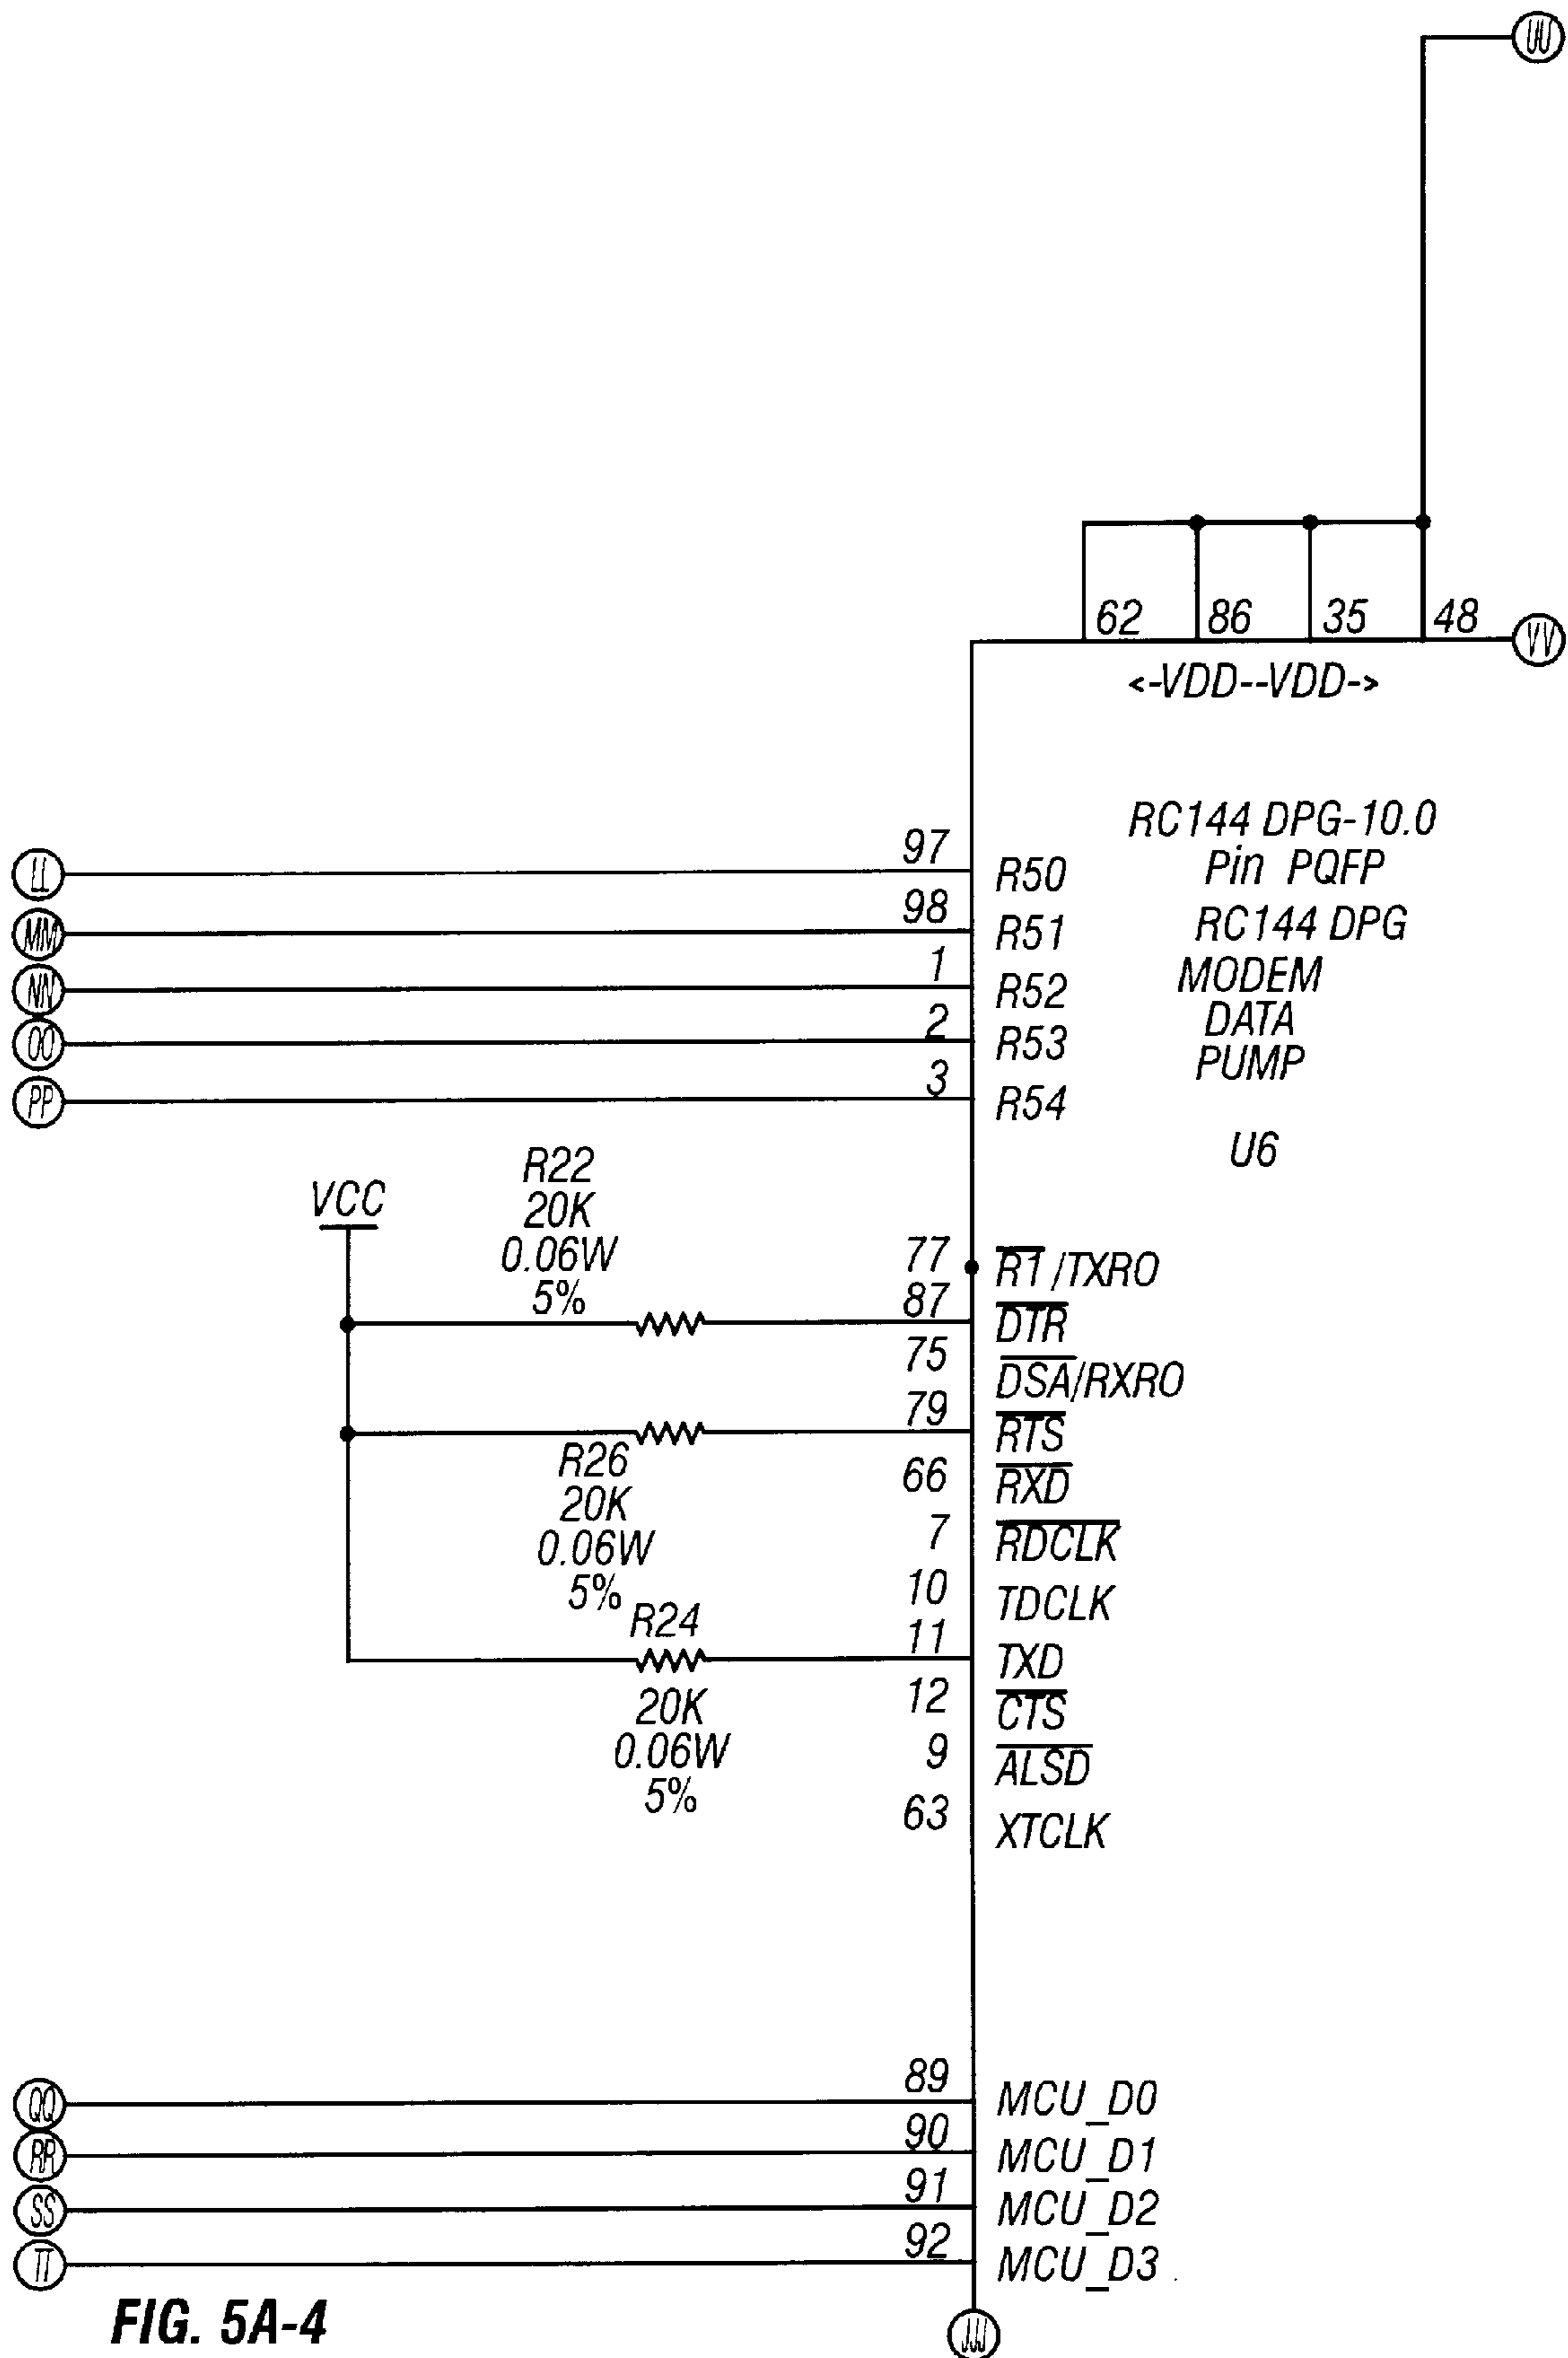 UU
62 86 35 48 VV
<-VDD--VDD->
RC144 DPG-10.0
Pin PQFP
RC144 DPG
MODEM
DATA
PUMP
U6
LL 97 R50
MM 98 R51
NN 1 R52
OO 2 R53
PP 3 R54
VCC
R22
20K
0.06W
5%
77 R1/TXRO
87 DTR
75 DSA/RXRO
79 RTS
R26
20K
0.06W
5%
66 RXD
7 RDCLK
10 TDCLK
R24
11 TXD
20K
0.06W
5%
12 CTS
9 ALSD
63 XTCLK
QQ 89 MCU_D0
RR 90 MCU_D1
SS 91 MCU_D2
TT 92 MCU_D3
FIG. 5A-4